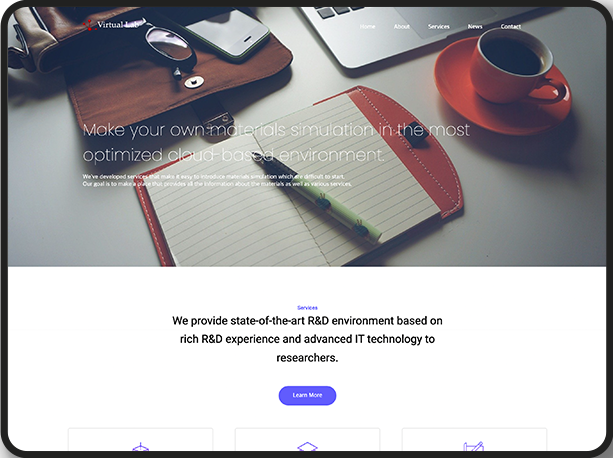 Virtual Lab
Home About Services News Contact
Make your own materials simulation in the most
optimized cloud-based environment.
We've developed services that make it easy to introduce materials simulation which are difficult to start.
Our goal is to make a place that provides all the information about the materials as well as various services.
Services
We provide state-of-the-art R&D environment based on
rich R&D experience and advanced IT technology to
researchers.
Learn More